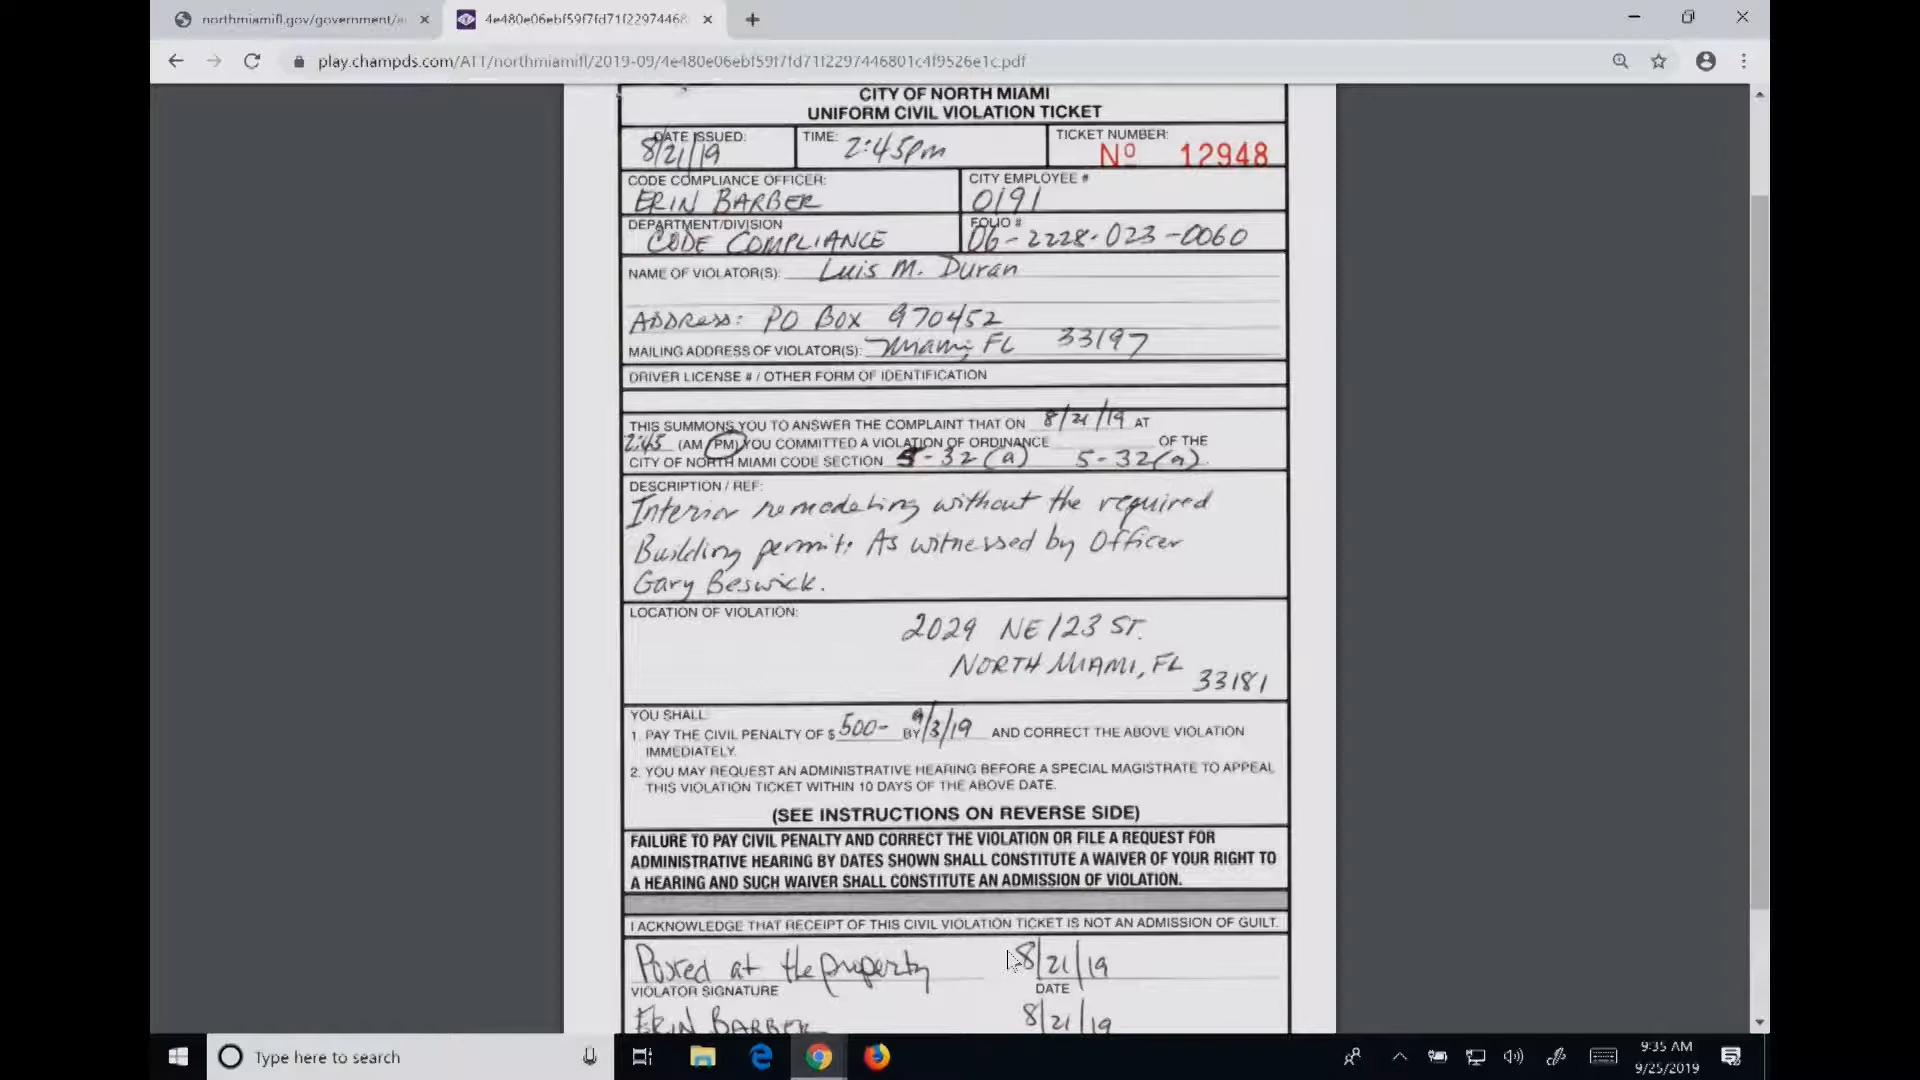 northmiamifl.gov/government/a
4e480e06ebf59f7fd71f22974468
play.champds.com/ATT/northmiamifl/2019-09/4e480e06ebf59f7fd71f2297446801c4f9526e1c.pdf
CITY OF NORTH MIAMI
UNIFORM CIVIL VIOLATION TICKET
DATE ISSUED: 8/21/19 TIME: 2:45pm TICKET NUMBER: Nº 12948
CODE COMPLIANCE OFFICER: CITY EMPLOYEE #
ERIN BARBER 0191
DEPARTMENT/DIVISION FOLIO #
CODE COMPLIANCE 06-2228-023-0060
NAME OF VIOLATOR(S): Luis M. Duran
ADDRESS: PO BOX 970452
MAILING ADDRESS OF VIOLATOR(S): Miami, FL 33197
DRIVER LICENSE # / OTHER FORM OF IDENTIFICATION
THIS SUMMONS YOU TO ANSWER THE COMPLAINT THAT ON 8/21/19 AT
2:45 (AM PM) YOU COMMITTED A VIOLATION OF ORDINANCE OF THE
CITY OF NORTH MIAMI CODE SECTION 5-32(a) 5-32(a).
DESCRIPTION / REF:
Interior remodeling without the required
Building permit. As witnessed by Officer
Gary Beswick.
LOCATION OF VIOLATION:
2029 NE 123 ST.
NORTH MIAMI, FL
33181
YOU SHALL
1. PAY THE CIVIL PENALTY OF $ 500- BY 9/3/19 AND CORRECT THE ABOVE VIOLATION
IMMEDIATELY.
2. YOU MAY REQUEST AN ADMINISTRATIVE HEARING BEFORE A SPECIAL MAGISTRATE TO APPEAL
THIS VIOLATION TICKET WITHIN 10 DAYS OF THE ABOVE DATE.
(SEE INSTRUCTIONS ON REVERSE SIDE)
FAILURE TO PAY CIVIL PENALTY AND CORRECT THE VIOLATION OR FILE A REQUEST FOR
ADMINISTRATIVE HEARING BY DATES SHOWN SHALL CONSTITUTE A WAIVER OF YOUR RIGHT TO
A HEARING AND SUCH WAIVER SHALL CONSTITUTE AN ADMISSION OF VIOLATION.
I ACKNOWLEDGE THAT RECEIPT OF THIS CIVIL VIOLATION TICKET IS NOT AN ADMISSION OF GUILT.
Posted at the property 8/21/19
VIOLATOR SIGNATURE DATE
ERIN BARBER 8/21/19
Type here to search
9:35 AM
9/25/2019